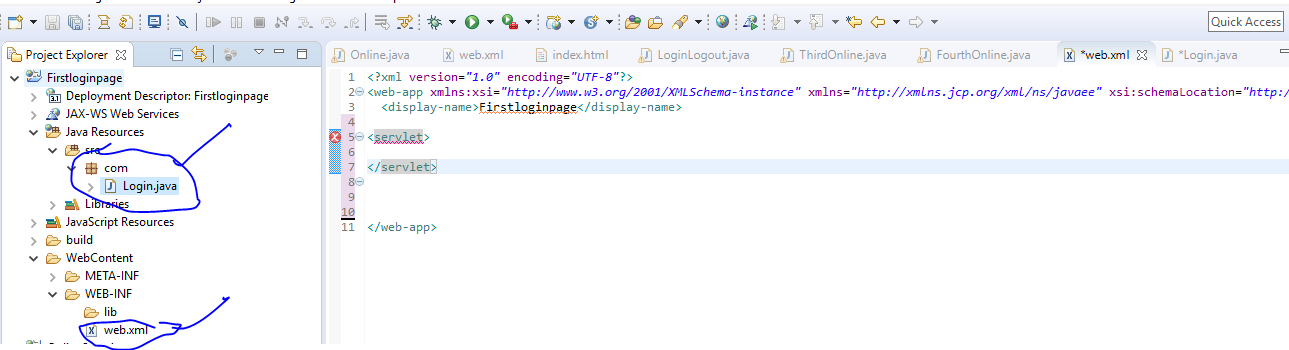 Quick Access
Project Explorer
Online.java
web.xml
index.html
LoginLogout.java
ThirdOnline.java
FourthOnline.java
*web.xml
*Login.java
Firstloginpage
Deployment Descriptor: Firstloginpage
JAX-WS Web Services
Java Resources
src
com
Login.java
Libraries
JavaScript Resources
build
WebContent
META-INF
WEB-INF
lib
web.xml
1 <?xml version="1.0" encoding="UTF-8"?>
2 <web-app xmlns:xsi="http://www.w3.org/2001/XMLSchema-instance" xmlns="http://xmlns.jcp.org/xml/ns/javaee" xsi:schemaLocation="http:/
3 <display-name>Firstloginpage</display-name>
4
5 <servlet>
6
7 </servlet>
8
9
10
11 </web-app>